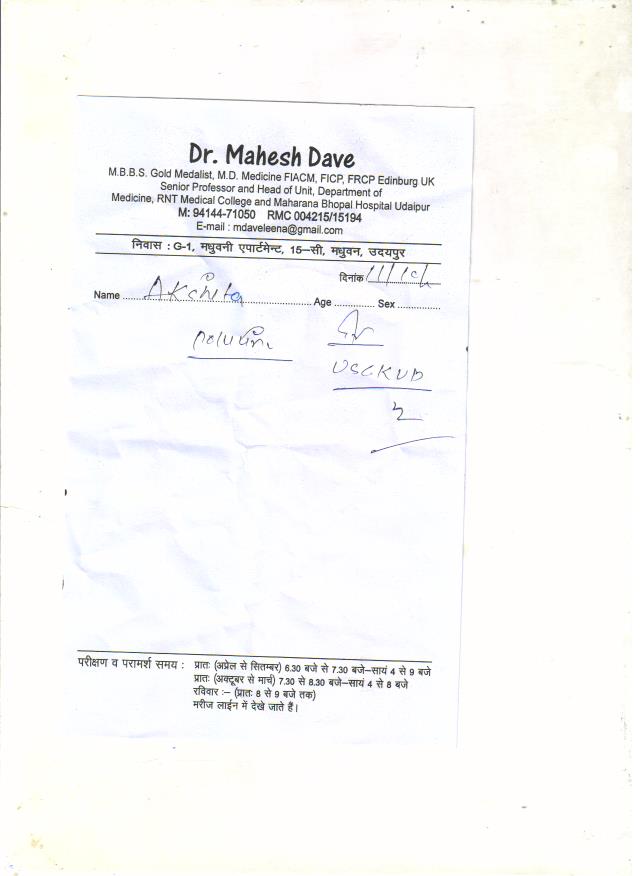 Dr. Mahesh Dave
M.B.B.S. Gold Medalist, M.D. Medicine FIACM, FICP, FRCP Edinburg UK
Senior Professor and Head of Unit, Department of
Medicine, RNT Medical College and Maharana Bhopal Hospital Udaipur
M: 94144-71050 RMC 004215/15194
E-mail : mdaveleena@gmail.com
निवास : G-1, मधुवनी एपार्टमेन्ट, 15–सी, मधुवन, उदयपुर
दिनांक
Name ........ Akshita ........ Age ............ Sex ............
USG KUB
परीक्षण व परामर्श समय : प्रातः (अप्रेल से सितम्बर) 6.30 बजे से 7.30 बजे–सायं 4 से 9 बजे
प्रातः (अक्टूबर से मार्च) 7.30 से 8.30 बजे–सायं 4 से 8 बजे
रविवार :– (प्रातः 8 से 9 बजे तक)
मरीज लाईन में देखे जाते हैं।